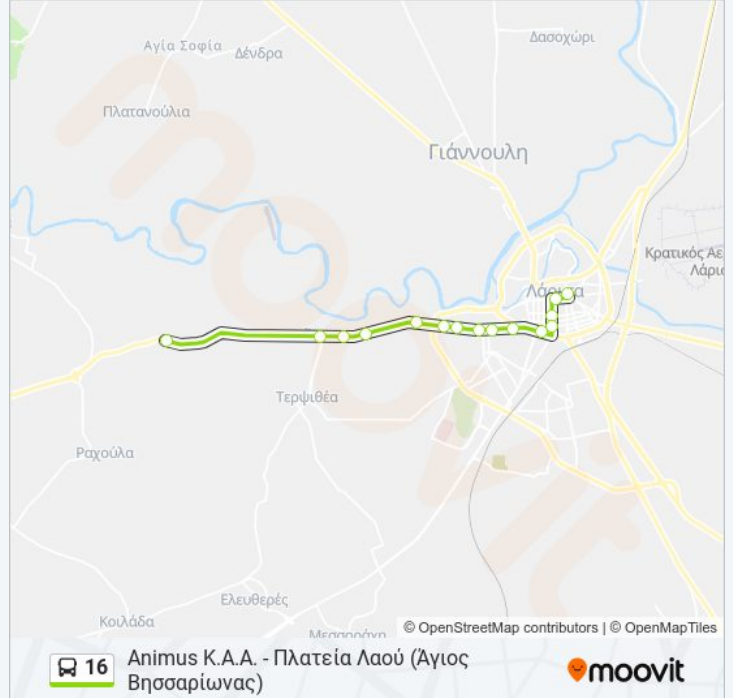 Αγία Σοφία
Δένδρα
Δασοχώρι
Πλατανούλια
Γιάννουλη
Κρατικός Αε
Λάρισα
Τερψιθέα
Ραχούλα
Ελευθερές
Κοιλάδα
© OpenStreetMap contributors | © OpenMapTiles
16
Animus Κ.Α.Α. - Πλατεία Λαού (Άγιος
Βησσαρίωνας)
moovit